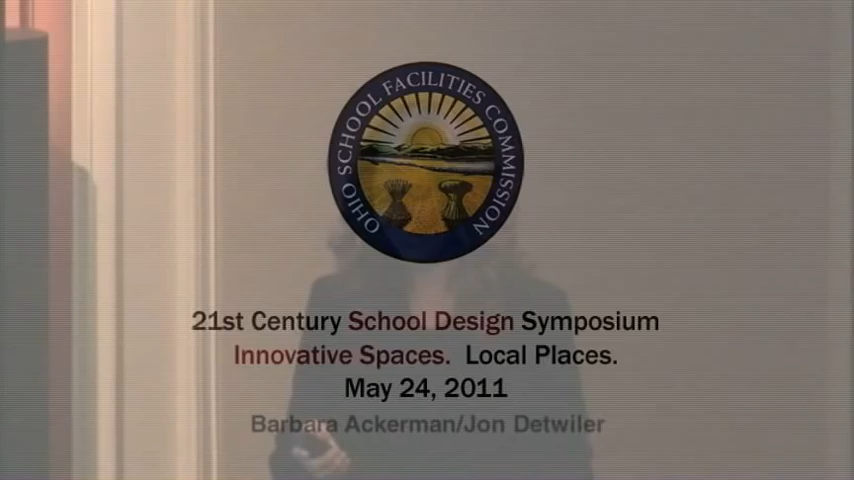 OHIO SCHOOL FACILITIES COMMISSION
21st Century School Design Symposium
Innovative Spaces. Local Places.
May 24, 2011
Barbara Ackerman/Jon Detwiler